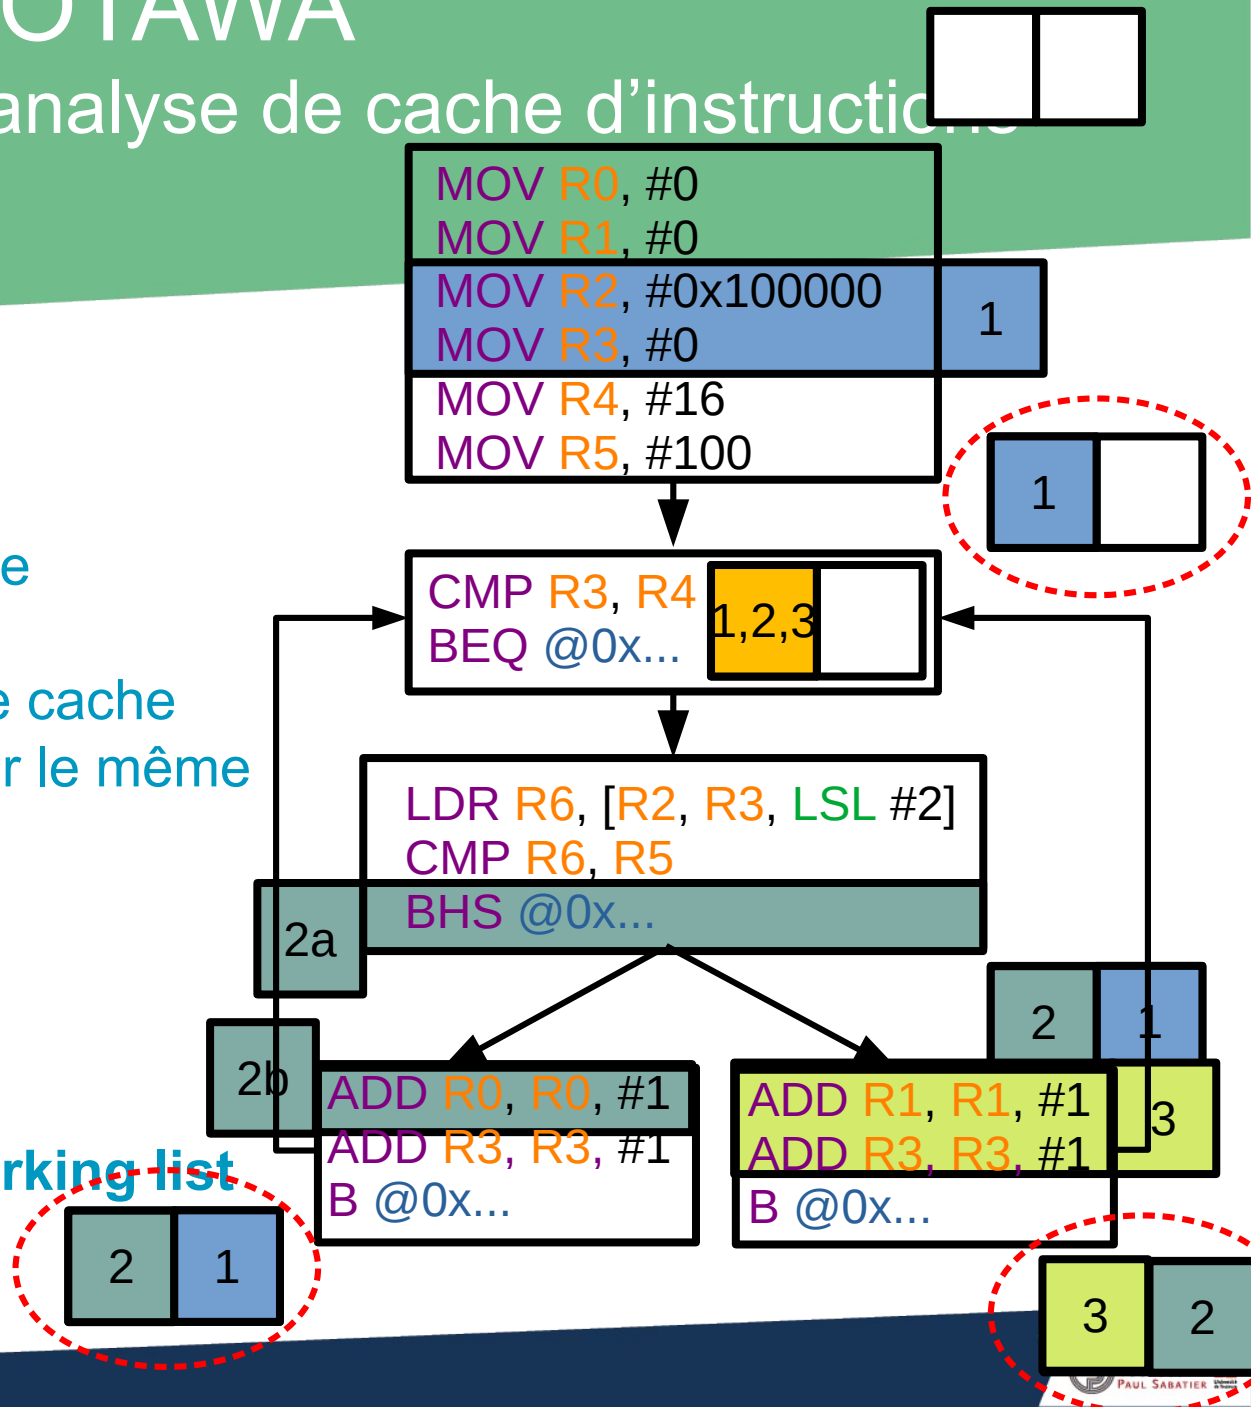 OTAWA
analyse de cache d'instructions
MOV R0, #0
MOV R1, #0
MOV R2, #0x100000
MOV R3, #0
1
MOV R4, #16
MOV R5, #100
1
e
CMP R3, R4
BEQ @0x...
1,2,3
e cache
r le même
LDR R6, [R2, R3, LSL #2]
CMP R6, R5
BHS @0x...
2a
2 1
2b
ADD R0, R0, #1
ADD R3, R3, #1
B @0x...
ADD R1, R1, #1
ADD R3, R3, #1
B @0x...
3
rking list
2 1
3 2
PAUL SABATIER